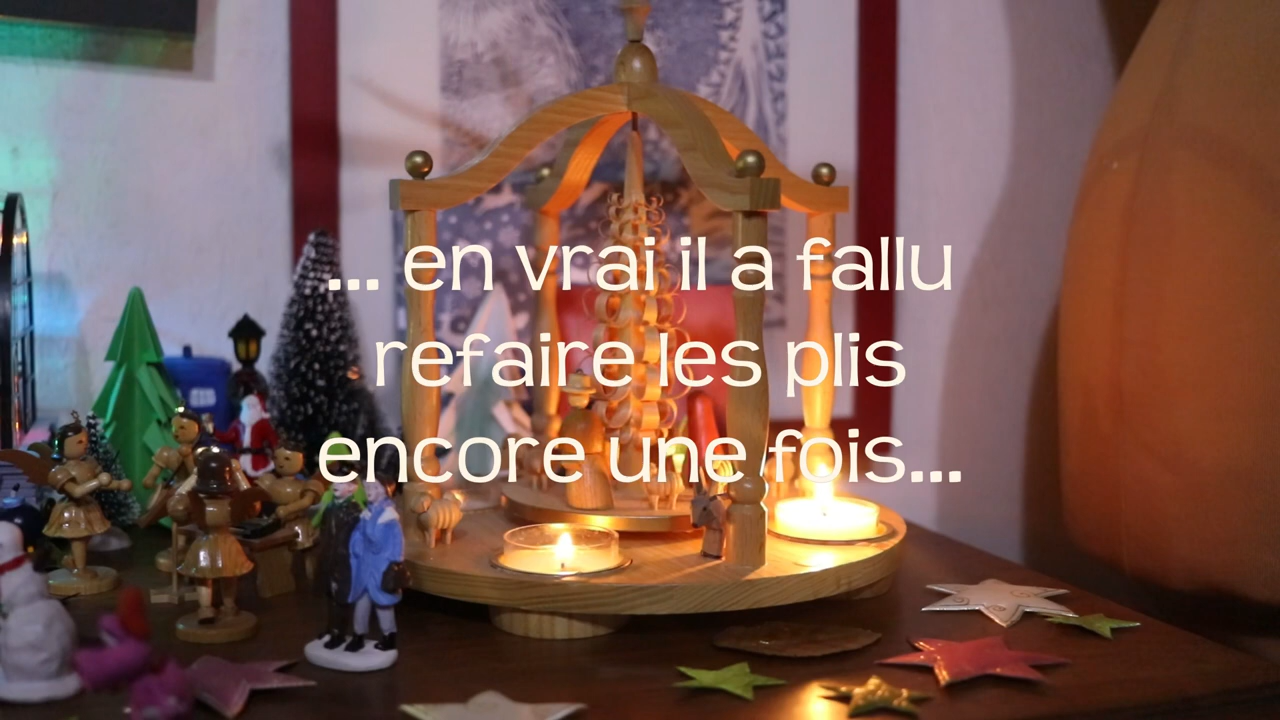 ... en vrai il a fallu
refaire les plis
encore une fois...